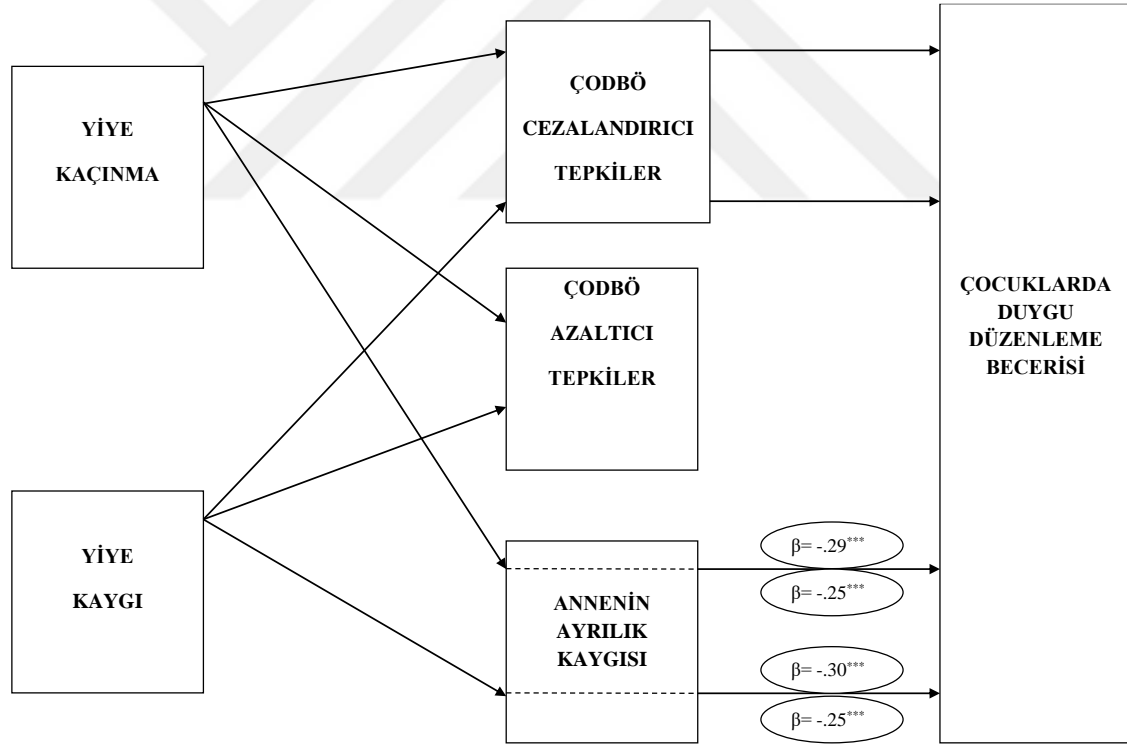 YİYE
KAÇINMA
YİYE
KAYGI
ÇODBÖ
CEZALANDIRICI
TEPKİLER
ÇODBÖ
AZALTICI
TEPKİLER
ANNENİN
AYRILIK
KAYGISI
β= -.29***
β= -.25***
β= -.30***
β= -.25***
ÇOCUKLARDA
DUYGU
DÜZENLEME
BECERİSİ